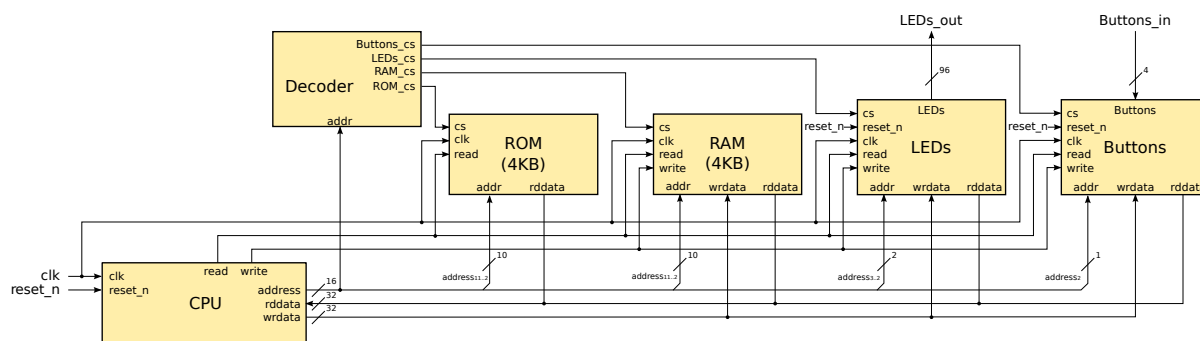 LEDs_out
Buttons_in
Buttons_cs
LEDs_cs
RAM_cs
ROM_cs
Decoder
addr
96
4
cs
clk
read
ROM
(4KB)
addr
rddata
cs
clk
read
write
RAM
(4KB)
addr
wrdata
rddata
LEDs
cs
reset_n
reset_n
clk
read
write
LEDs
addr
wrdata
rddata
Buttons
cs
reset_n
reset_n
clk
read
write
Buttons
addr
wrdata
rddata
10
address11..2
10
address11..2
2
address3..2
1
address2
clk
reset_n
clk
reset_n
read
write
CPU
address
rddata
wrdata
16
32
32